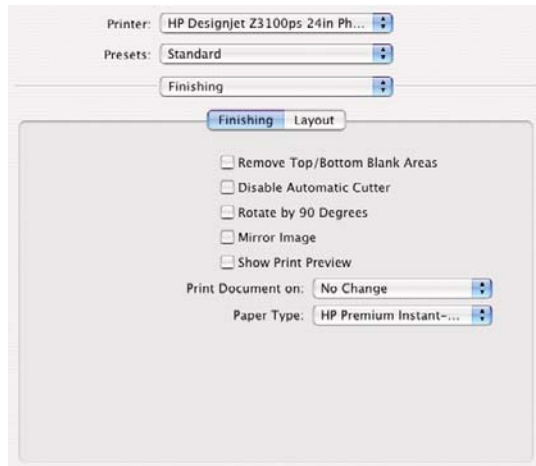 Printer: HP Designjet Z3100ps 24in Ph...
Presets: Standard
Finishing
Finishing Layout
Remove Top/Bottom Blank Areas
Disable Automatic Cutter
Rotate by 90 Degrees
Mirror Image
Show Print Preview
Print Document on: No Change
Paper Type: HP Premium Instant-...